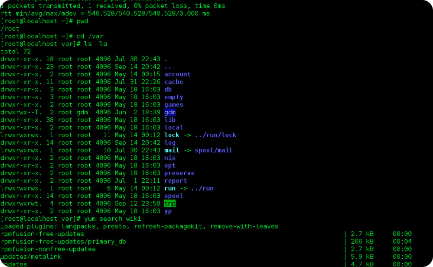 packets transmitted, 1 received, 0% packet loss, time 0ms
rtt min/avg/max/mdev = 540.528/540.528/540.528/0.000 ms
[root@localhost ~]# pwd
/root
[root@localhost ~]# cd /var
[root@localhost var]# ls -la
total 72
drwxr-xr-x. 18 root root 4096 Jul 30 22:43 .
drwxr-xr-x. 23 root root 4096 Sep 14 20:42 ..
drwxr-xr-x. 2 root root 4096 May 14 00:15 account
drwxr-xr-x. 11 root root 4096 Jul 31 22:26 cache
drwxr-xr-x. 3 root root 4096 May 18 16:03 db
drwxr-xr-x. 3 root root 4096 May 18 16:03 empty
drwxr-xr-x. 2 root root 4096 May 18 16:03 games
drwxrwx--T. 2 root gdm 4096 Jun 2 18:39 gdm
drwxr-xr-x. 38 root root 4096 May 18 16:03 lib
drwxr-xr-x. 2 root root 4096 May 18 16:03 local
lrwxrwxrwx. 1 root root 11 May 14 00:12 lock -> ../run/lock
drwxr-xr-x. 14 root root 4096 Sep 14 20:42 log
lrwxrwxrwx. 1 root root 10 Jul 30 22:43 mail -> spool/mail
drwxr-xr-x. 2 root root 4096 May 18 16:03 nis
drwxr-xr-x. 2 root root 4096 May 18 16:03 opt
drwxr-xr-x. 2 root root 4096 May 18 16:03 preserve
drwxr-xr-x. 2 root root 4096 Jul 1 22:11 report
lrwxrwxrwx. 1 root root 6 May 14 00:12 run -> ../run
drwxr-xr-x. 14 root root 4096 May 18 16:03 spool
drwxrwxrwt. 4 root root 4096 Sep 12 23:50 tmp
drwxr-xr-x. 2 root root 4096 May 18 16:03 yp
[root@localhost var]# yum search wiki
Loaded plugins: langpacks, presto, refresh-packagekit, remove-with-leaves
rpmfusion-free-updates | 2.7 kB 00:00
rpmfusion-free-updates/primary_db | 206 kB 00:04
rpmfusion-nonfree-updates | 2.7 kB 00:00
updates/metalink | 5.9 kB 00:00
updates | 4.7 kB 00:00